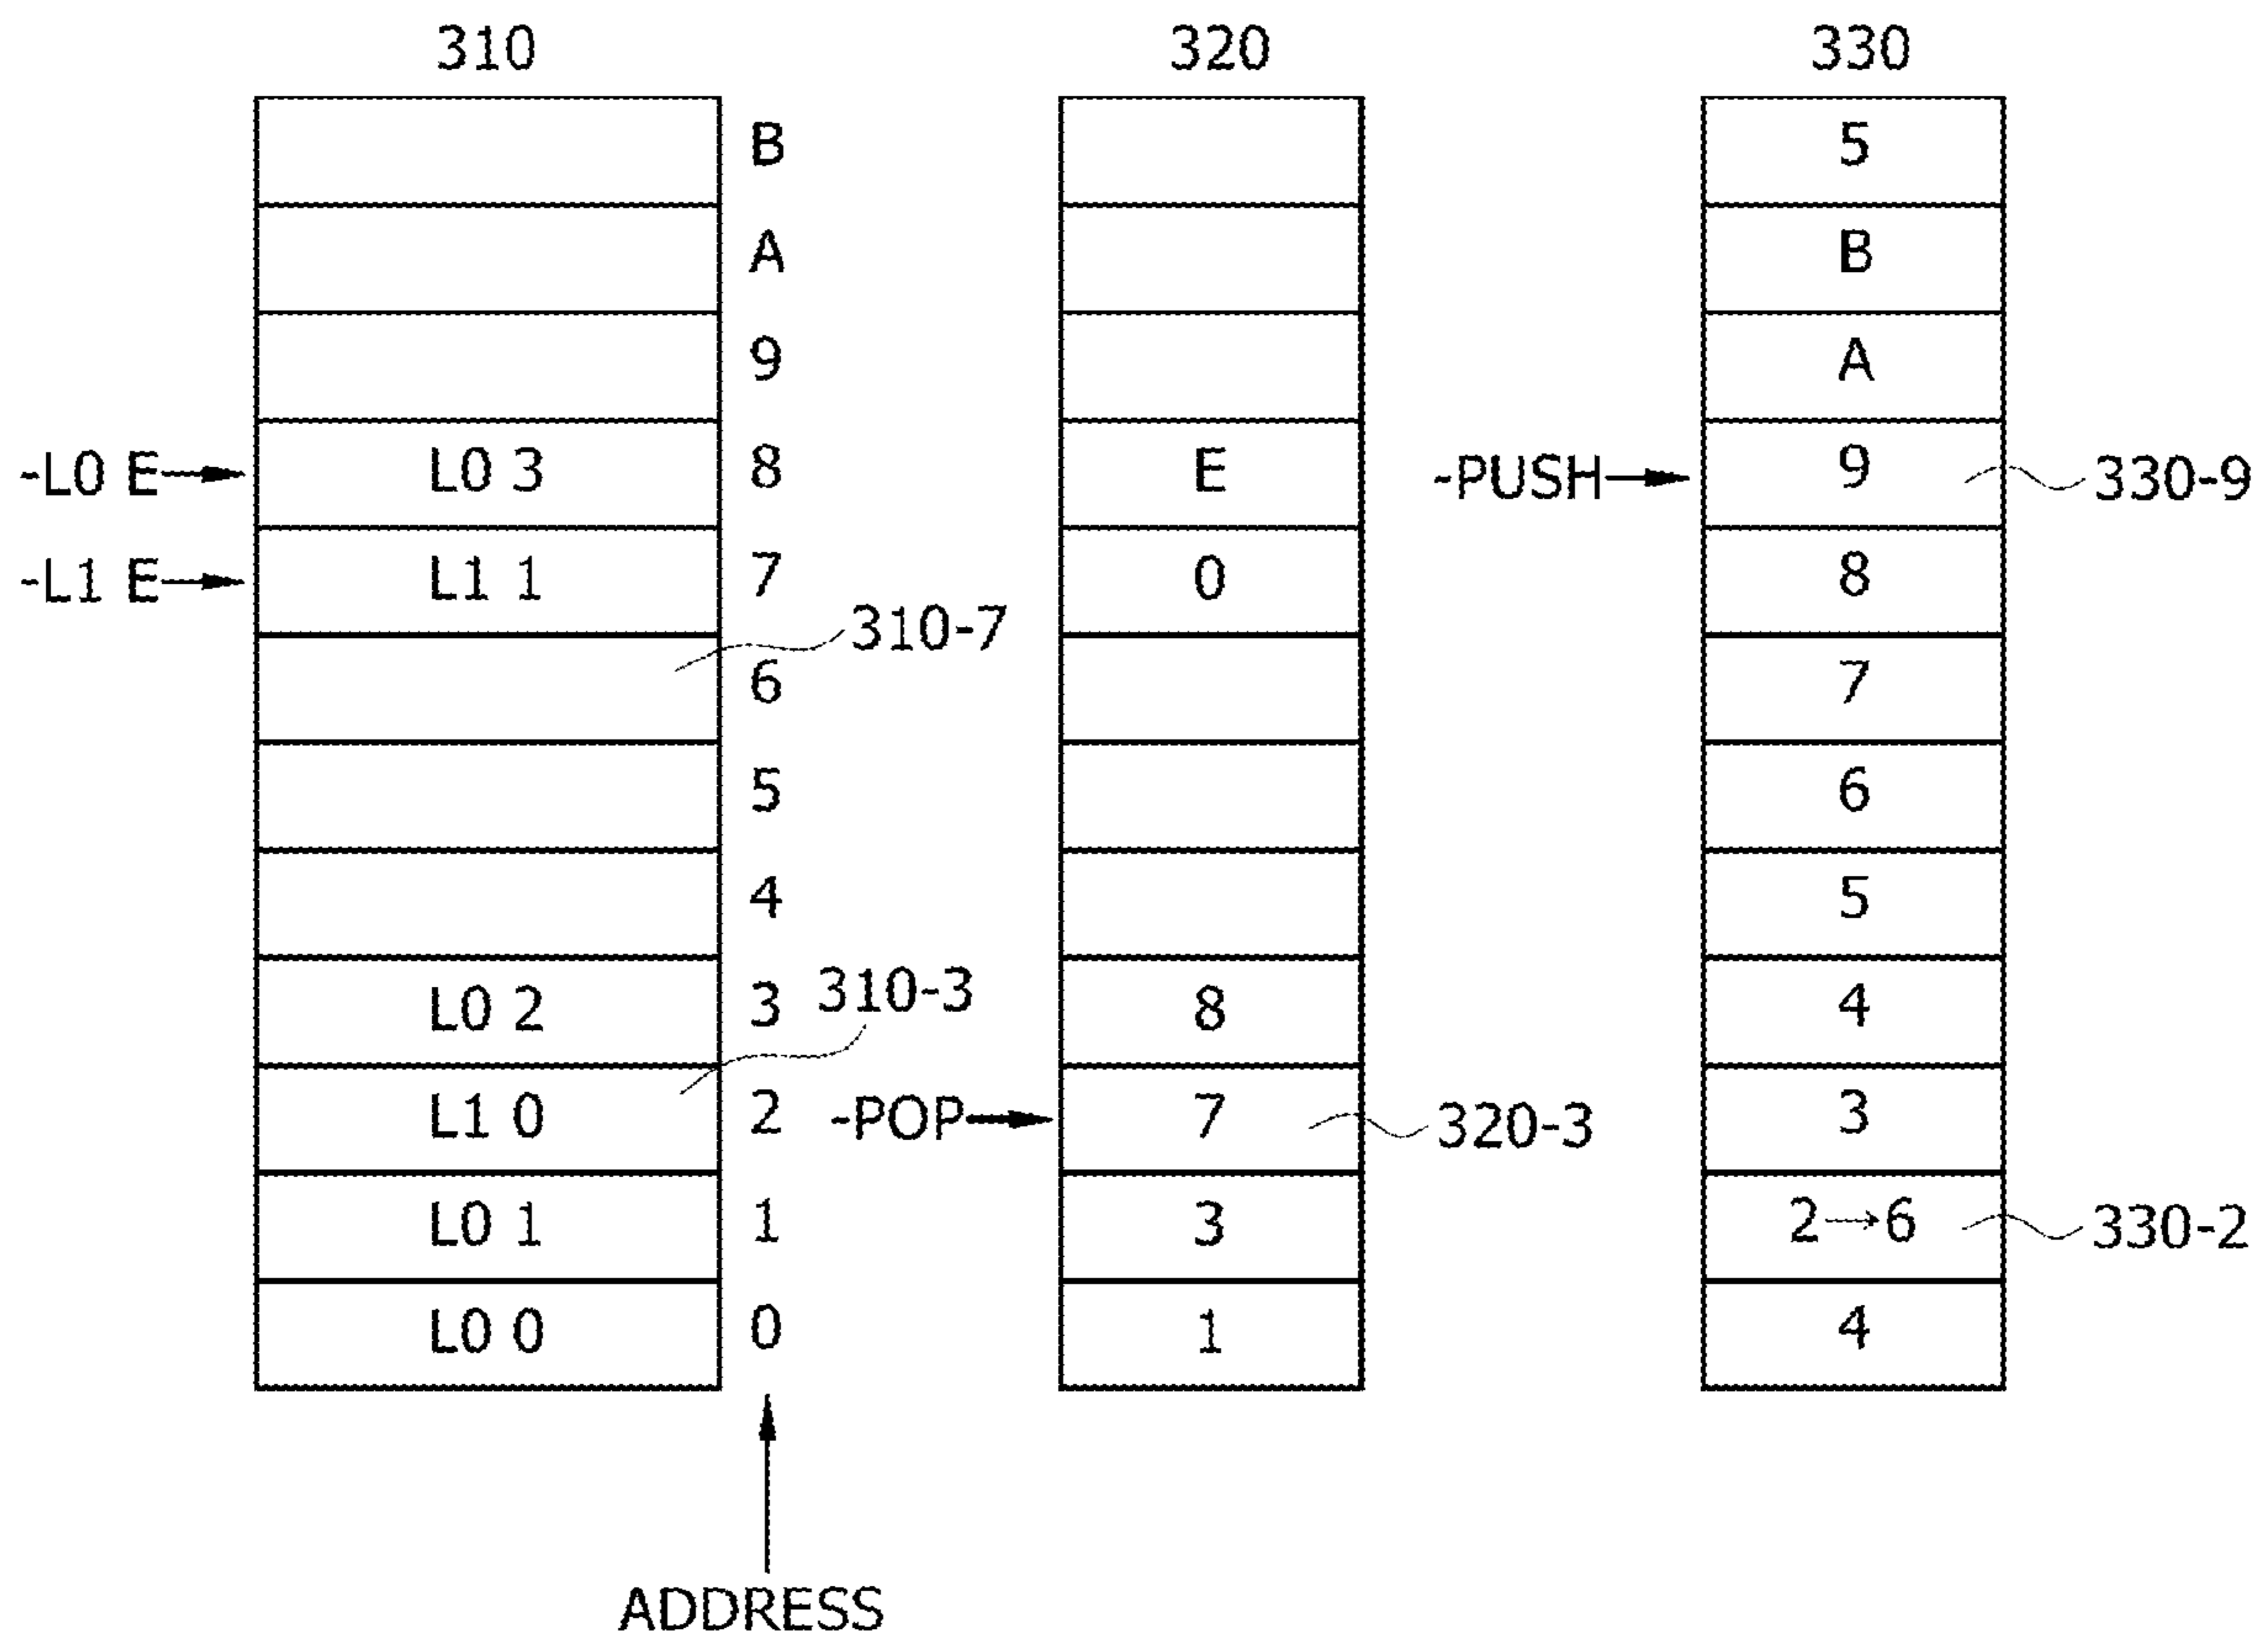 310 320 330
B 5
A B
9 A
-L0 E L0 3 8 E -PUSH 9 330-9
-L1 E L1 1 7 0 8
310-7
6 7
5 6
4 5
L0 2 3 310-3 8 4
L1 0 2 -POP 7 320-3 3
L0 1 1 3 2→6 330-2
L0 0 0 1 4
ADDRESS